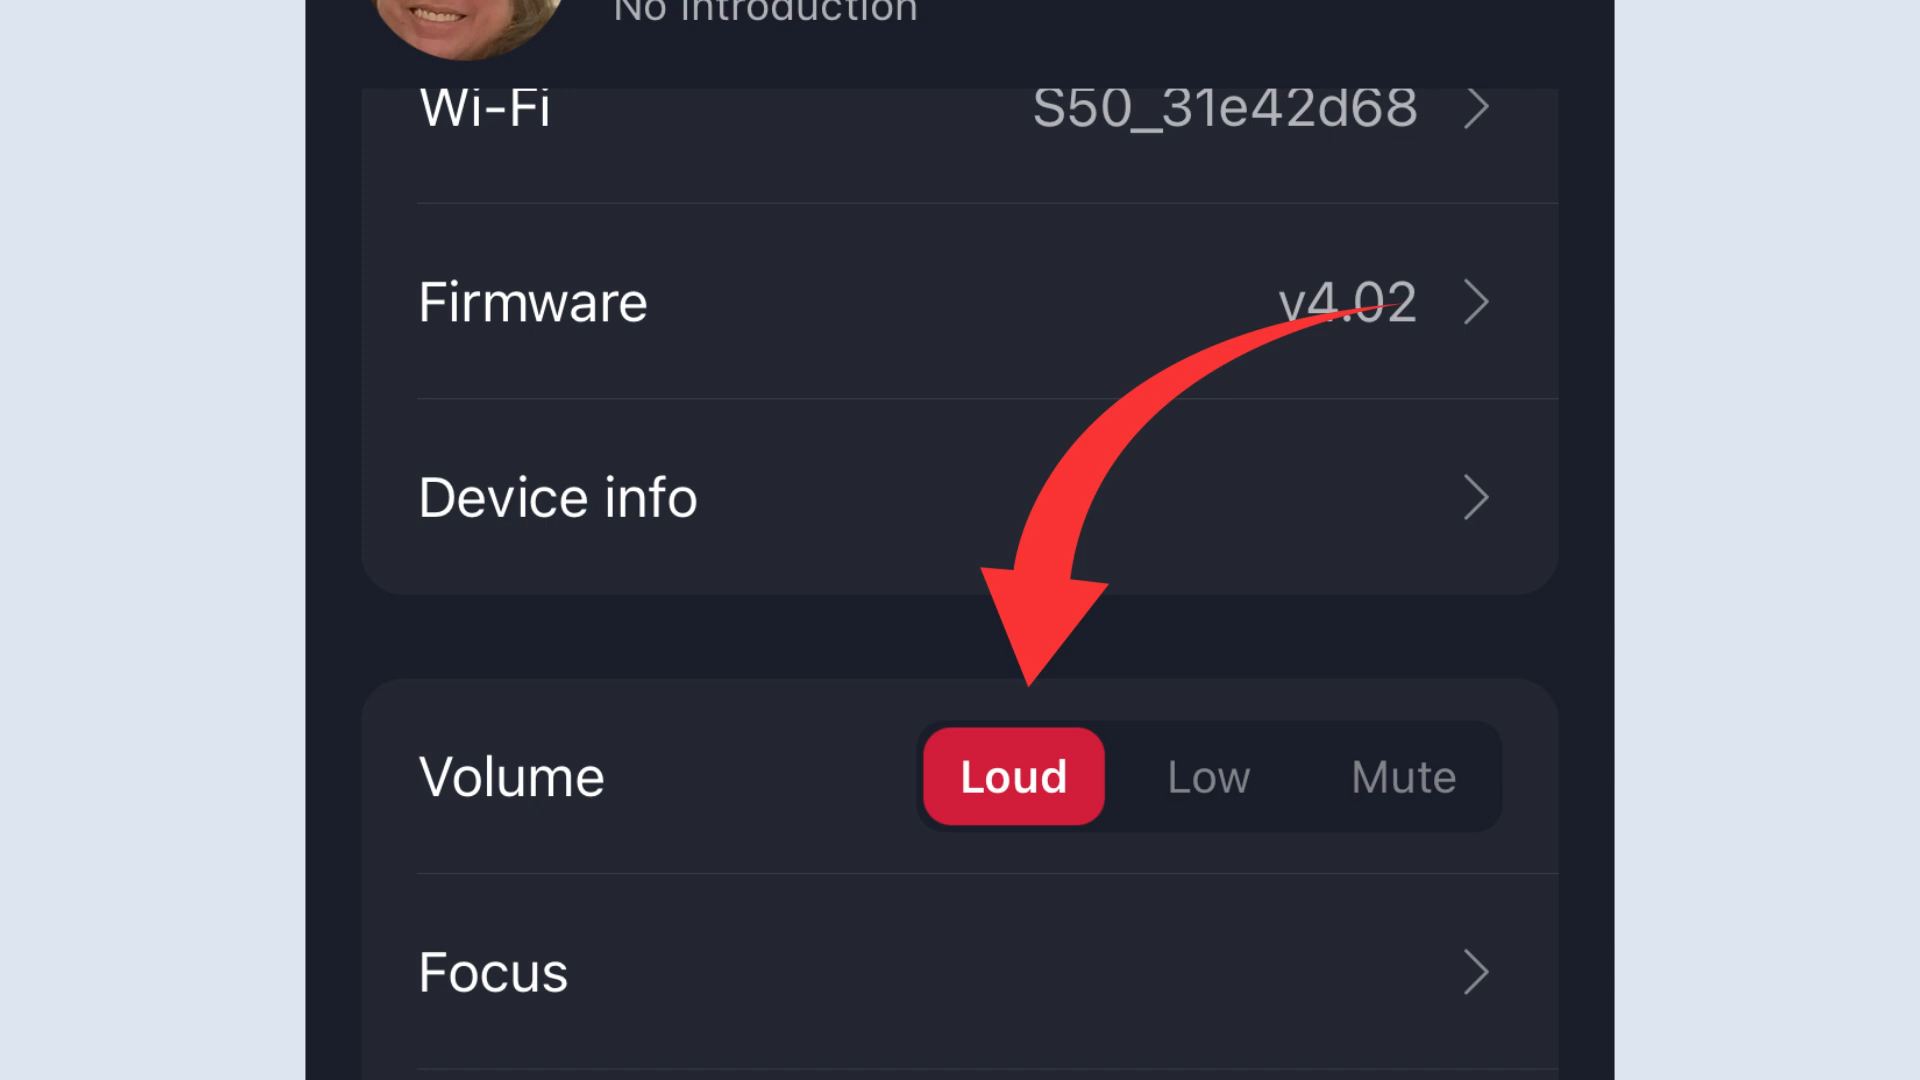 No introduction
Wi-Fi S50_31e42d68
Firmware v4.02
Device info
Volume Loud Low Mute
Focus